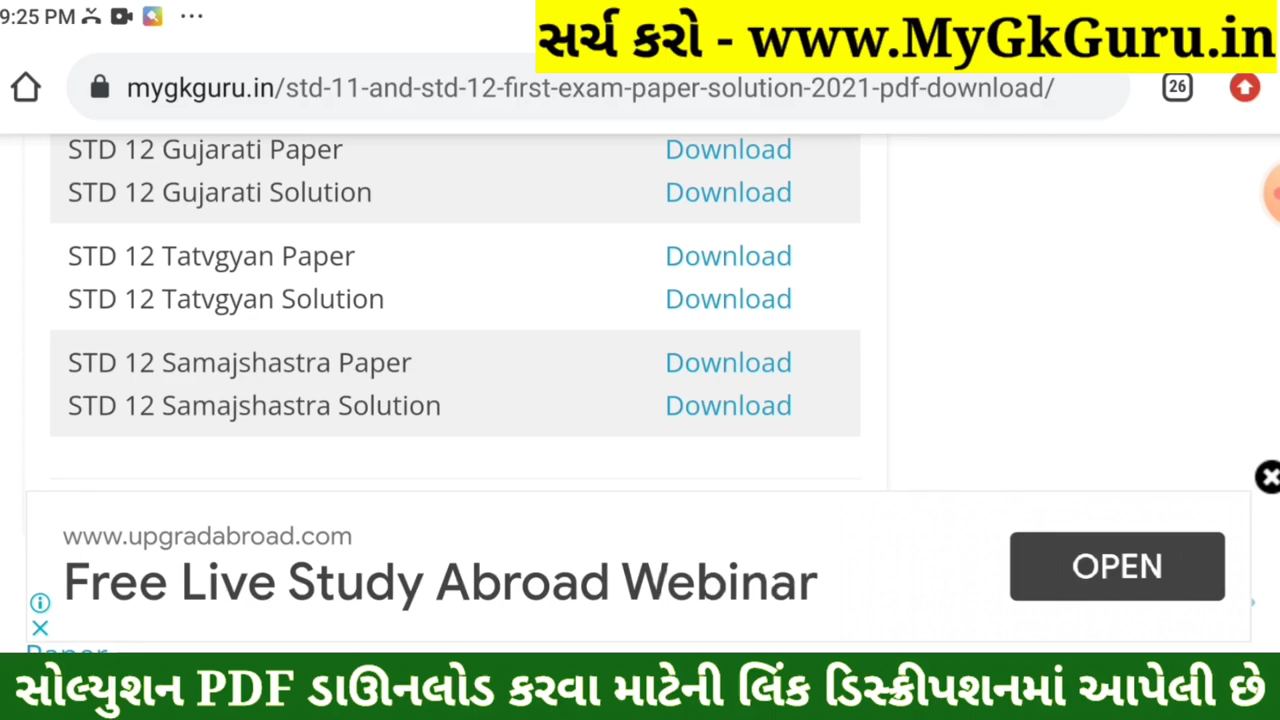 9:25 PM
સર્ચ કરો - www.MyGkGuru.in
mygkguru.in/std-11-and-std-12-first-exam-paper-solution-2021-pdf-download/
26
STD 12 Gujarati Paper Download
STD 12 Gujarati Solution Download
STD 12 Tatvgyan Paper Download
STD 12 Tatvgyan Solution Download
STD 12 Samajshastra Paper Download
STD 12 Samajshastra Solution Download
www.upgradabroad.com
Free Live Study Abroad Webinar
OPEN
Paper
સોલ્યુશન PDF ડાઊનલોડ કરવા માટેની લિંક ડિસ્ક્રીપશનમાં આપેલી છે